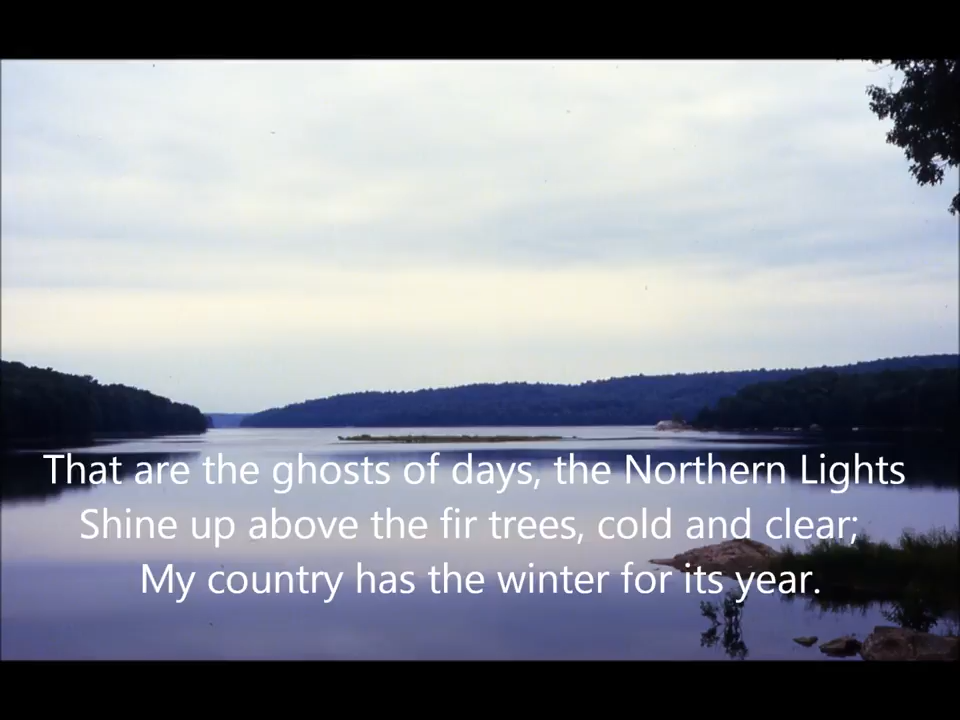 That are the ghosts of days, the Northern Lights
Shine up above the fir trees, cold and clear;
My country has the winter for its year.